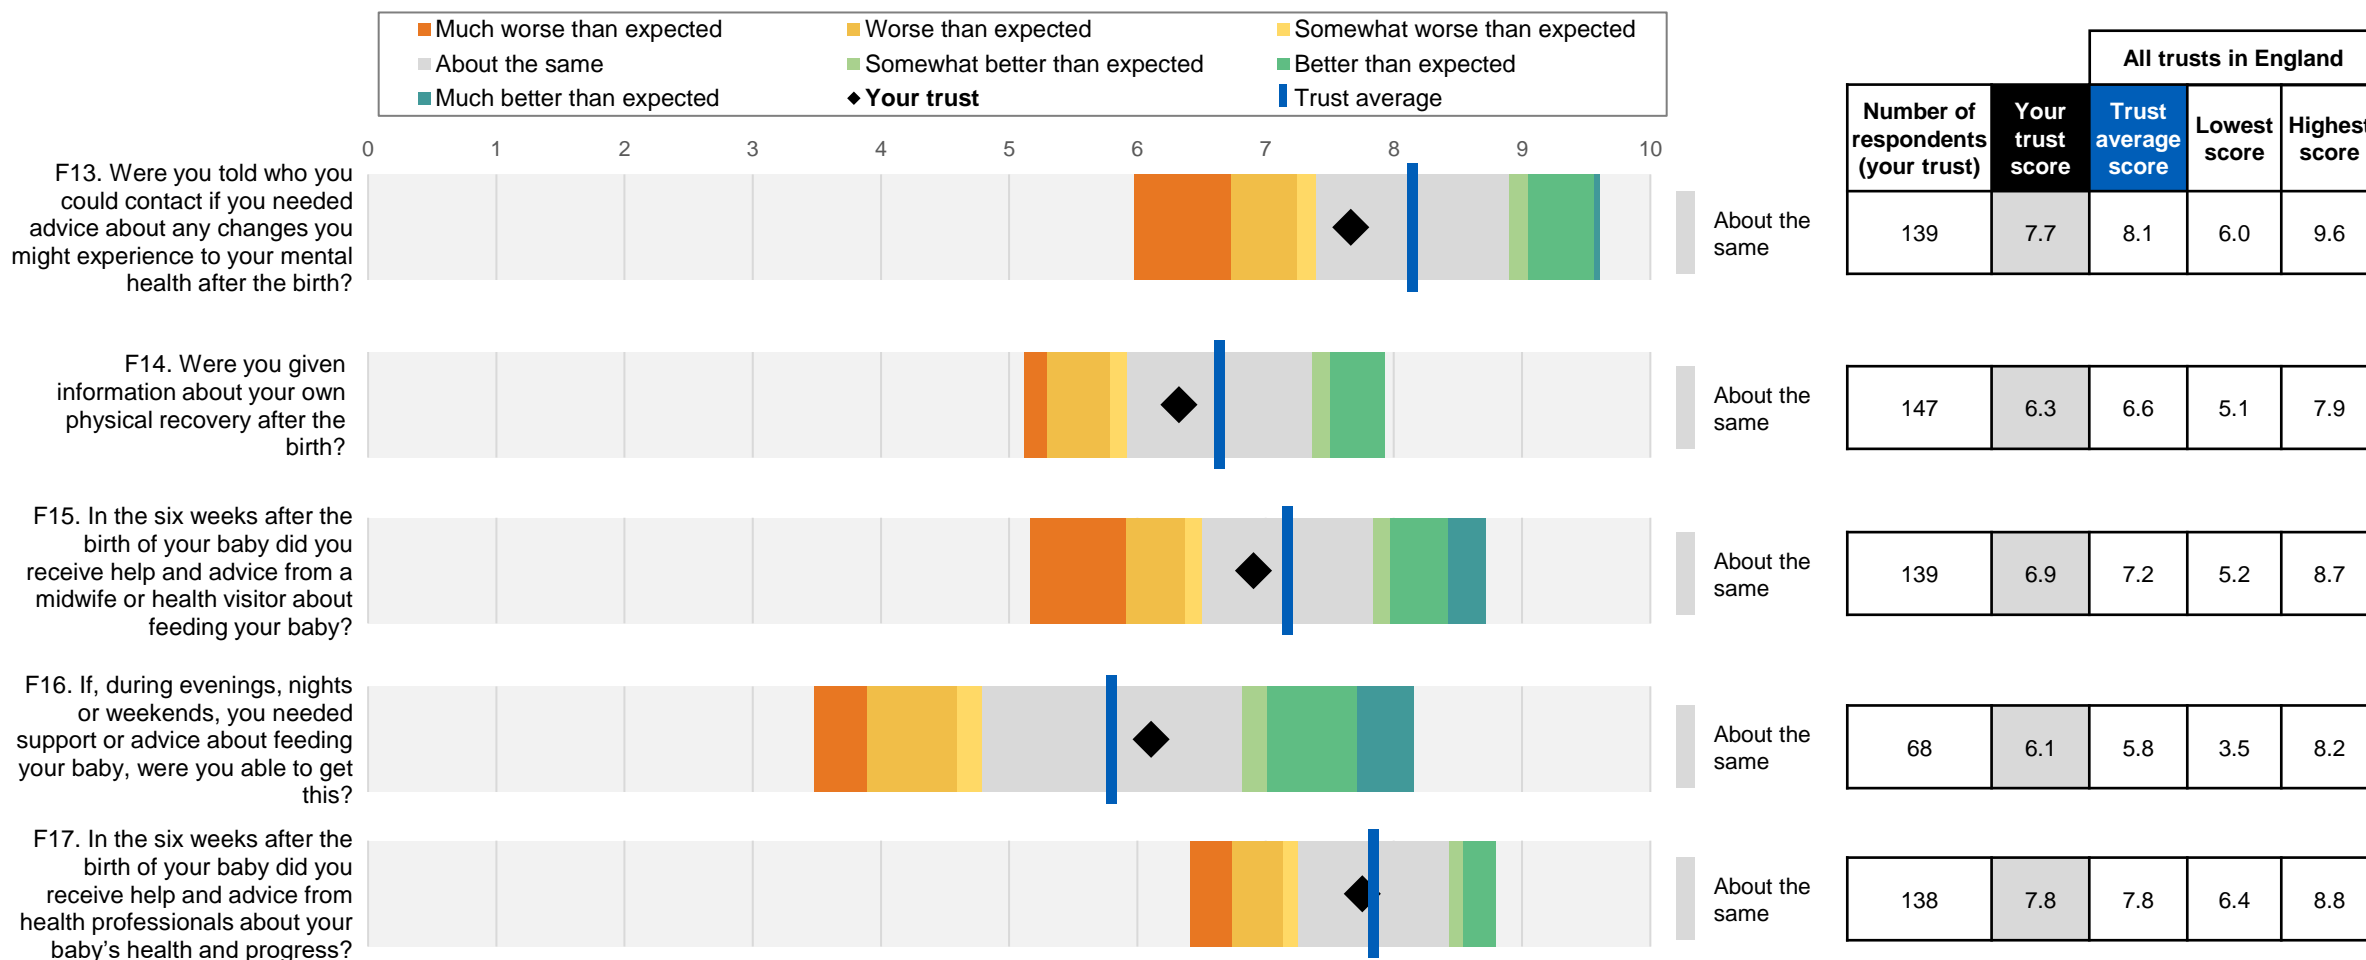 Much worse than expected Worse than expected Somewhat worse than expected
About the same Somewhat better than expected Better than expected
Much better than expected Your trust Trust average
All trusts in England
Number of respondents (your trust) Your trust score Trust average score Lowest score Highest score
0 1 2 3 4 5 6 7 8 9 10
F13. Were you told who you
could contact if you needed
advice about any changes you
might experience to your mental
health after the birth?
About the
same
139 7.7 8.1 6.0 9.6
F14. Were you given
information about your own
physical recovery after the
birth?
About the
same
147 6.3 6.6 5.1 7.9
F15. In the six weeks after the
birth of your baby did you
receive help and advice from a
midwife or health visitor about
feeding your baby?
About the
same
139 6.9 7.2 5.2 8.7
F16. If, during evenings, nights
or weekends, you needed
support or advice about feeding
your baby, were you able to get
this?
About the
same
68 6.1 5.8 3.5 8.2
F17. In the six weeks after the
birth of your baby did you
receive help and advice from
health professionals about your
baby's health and progress?
About the
same
138 7.8 7.8 6.4 8.8